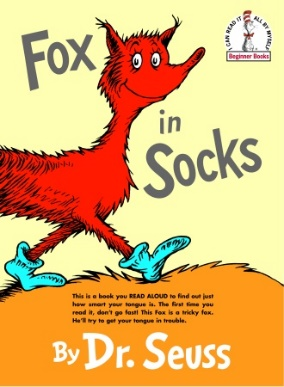 Fox
in
Socks
I CAN READ IT ALL BY MYSELF
Beginner Books
This is a book you READ ALOUD to find out just
how smart your tongue is. The first time you
read it, don't go fast! This Fox is a tricky fox.
He'll try to get your tongue in trouble.
By Dr. Seuss